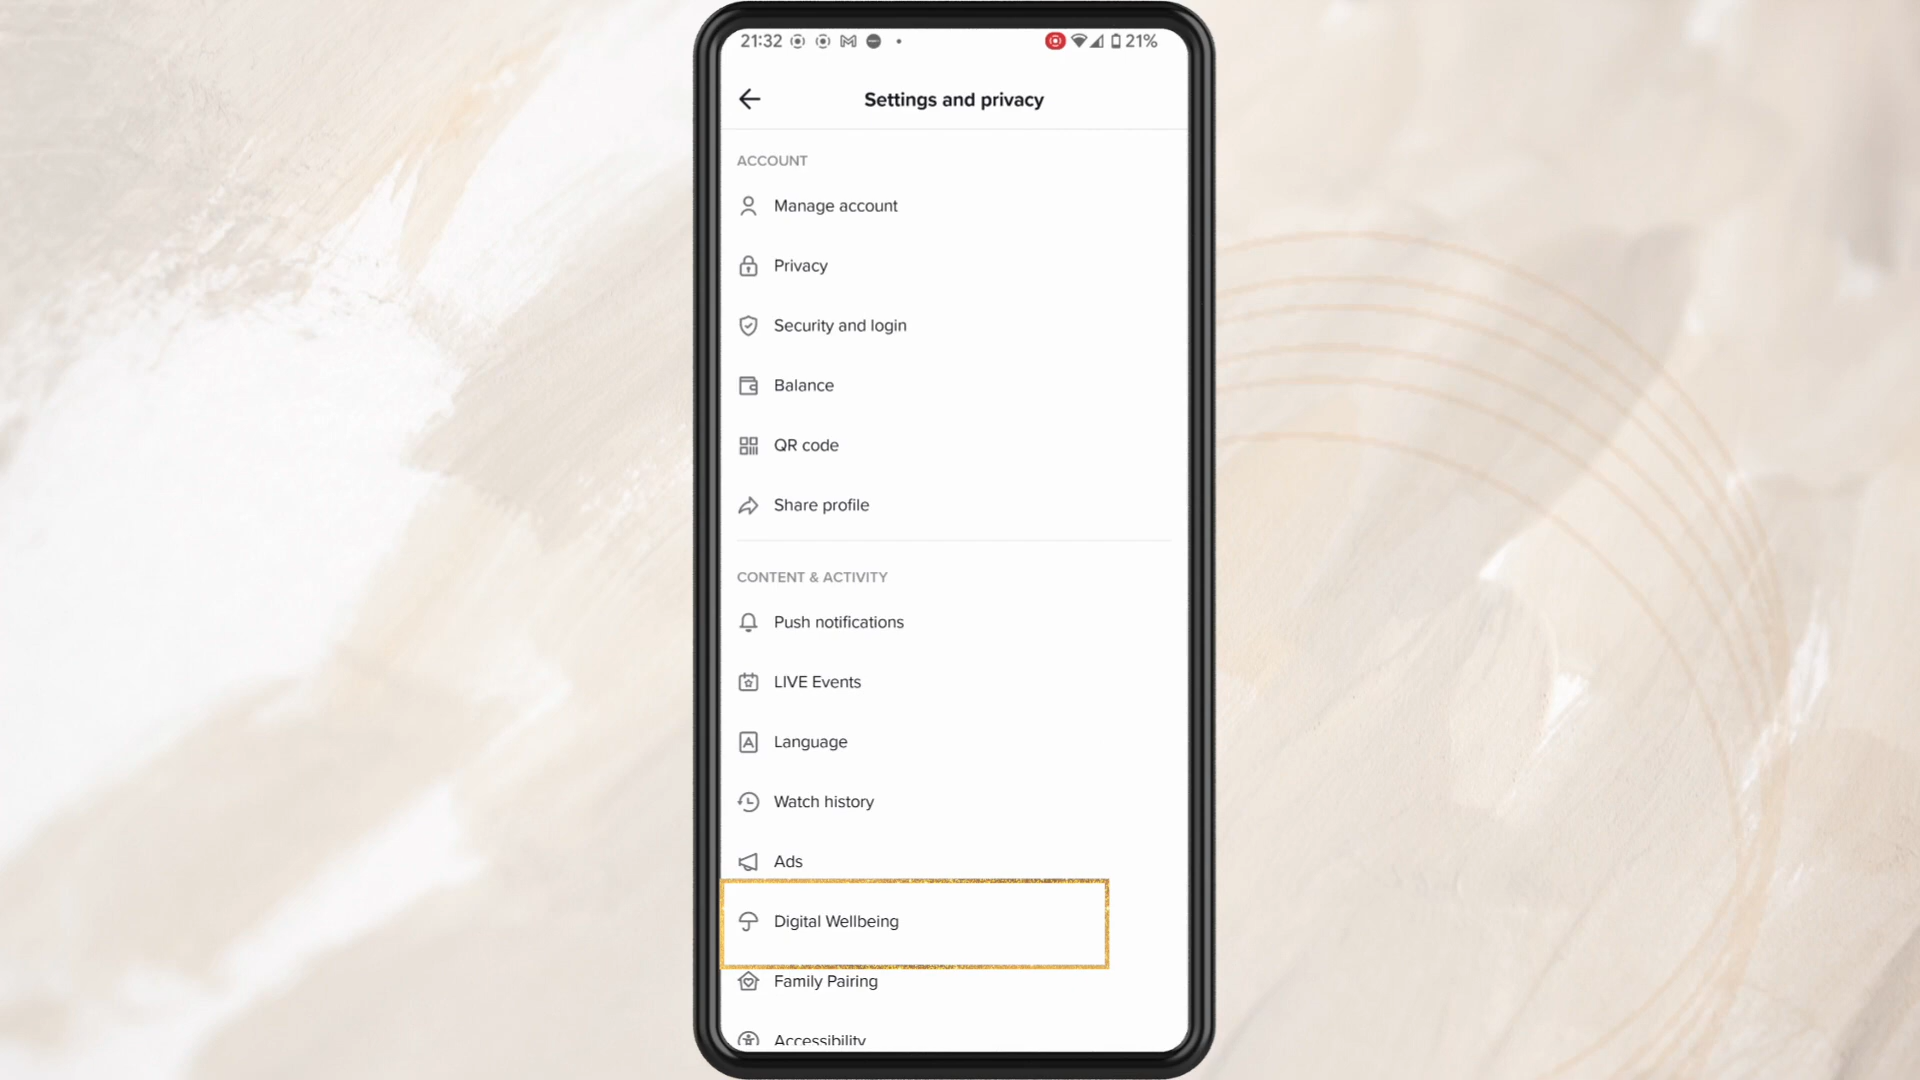 21:32 21%
Settings and privacy
ACCOUNT
Manage account
Privacy
Security and login
Balance
QR code
Share profile
CONTENT & ACTIVITY
Push notifications
LIVE Events
Language
Watch history
Ads
Digital Wellbeing
Family Pairing
Accessibility